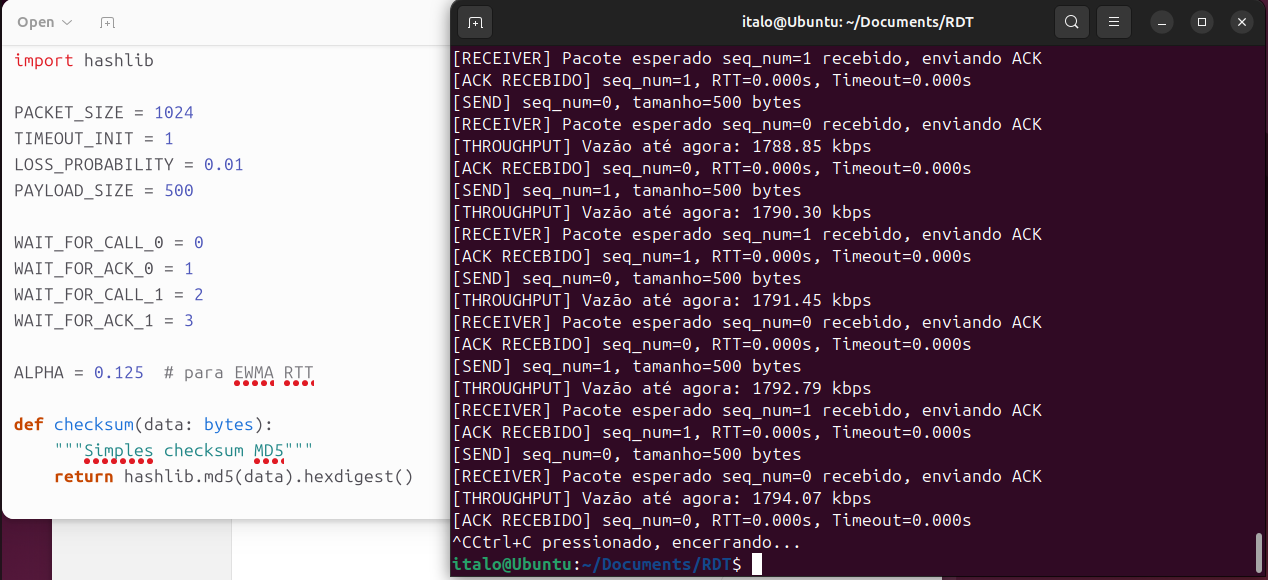 Open
import hashlib
PACKET_SIZE = 1024
TIMEOUT_INIT = 1
LOSS_PROBABILITY = 0.01
PAYLOAD_SIZE = 500
WAIT_FOR_CALL_0 = 0
WAIT_FOR_ACK_0 = 1
WAIT_FOR_CALL_1 = 2
WAIT_FOR_ACK_1 = 3
ALPHA = 0.125  # para EWMA RTT
def checksum(data: bytes):
    """Simples checksum MD5"""
    return hashlib.md5(data).hexdigest()
italo@Ubuntu: ~/Documents/RDT
[RECEIVER] Pacote esperado seq_num=1 recebido, enviando ACK
[ACK RECEBIDO] seq_num=1, RTT=0.000s, Timeout=0.000s
[SEND] seq_num=0, tamanho=500 bytes
[RECEIVER] Pacote esperado seq_num=0 recebido, enviando ACK
[THROUGHPUT] Vazão até agora: 1788.85 kbps
[ACK RECEBIDO] seq_num=0, RTT=0.000s, Timeout=0.000s
[SEND] seq_num=1, tamanho=500 bytes
[THROUGHPUT] Vazão até agora: 1790.30 kbps
[RECEIVER] Pacote esperado seq_num=1 recebido, enviando ACK
[ACK RECEBIDO] seq_num=1, RTT=0.000s, Timeout=0.000s
[SEND] seq_num=0, tamanho=500 bytes
[THROUGHPUT] Vazão até agora: 1791.45 kbps
[RECEIVER] Pacote esperado seq_num=0 recebido, enviando ACK
[ACK RECEBIDO] seq_num=0, RTT=0.000s, Timeout=0.000s
[SEND] seq_num=1, tamanho=500 bytes
[THROUGHPUT] Vazão até agora: 1792.79 kbps
[RECEIVER] Pacote esperado seq_num=1 recebido, enviando ACK
[ACK RECEBIDO] seq_num=1, RTT=0.000s, Timeout=0.000s
[SEND] seq_num=0, tamanho=500 bytes
[RECEIVER] Pacote esperado seq_num=0 recebido, enviando ACK
[THROUGHPUT] Vazão até agora: 1794.07 kbps
[ACK RECEBIDO] seq_num=0, RTT=0.000s, Timeout=0.000s
^CCtrl+C pressionado, encerrando...
italo@Ubuntu:~/Documents/RDT$